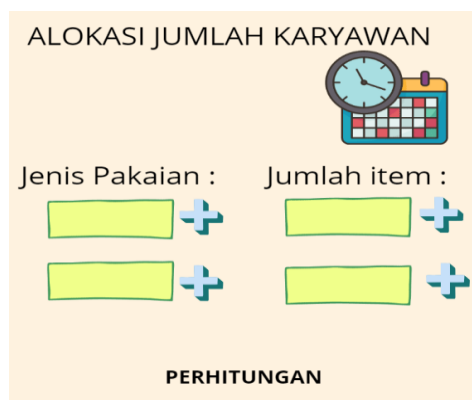 ALOKASI JUMLAH KARYAWAN
Jenis Pakaian :
Jumlah item :
PERHITUNGAN